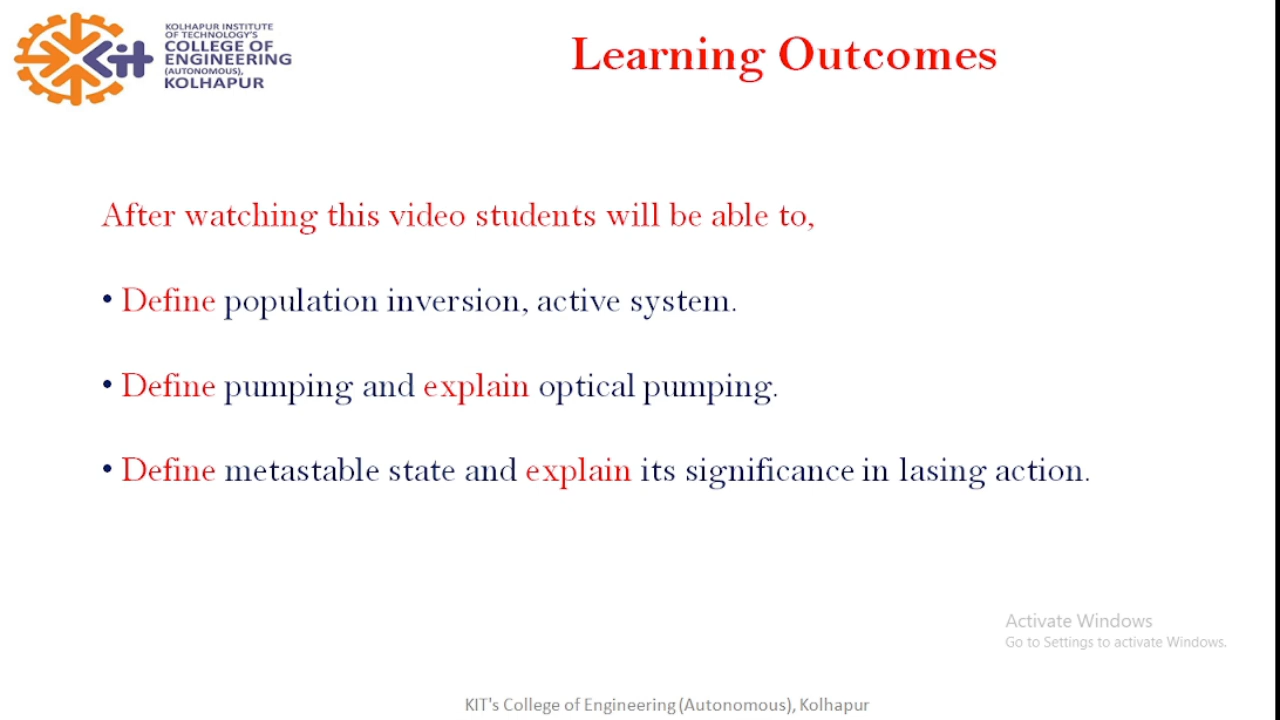 KOLHAPUR INSTITUTE
OF TECHNOLOGY'S
COLLEGE OF
ENGINEERING
(AUTONOMOUS),
KOLHAPUR
Kit
Learning Outcomes
After watching this video students will be able to,
• Define population inversion, active system.
• Define pumping and explain optical pumping.
• Define metastable state and explain its significance in lasing action.
Activate Windows
Go to Settings to activate Windows.
KIT's College of Engineering (Autonomous), Kolhapur